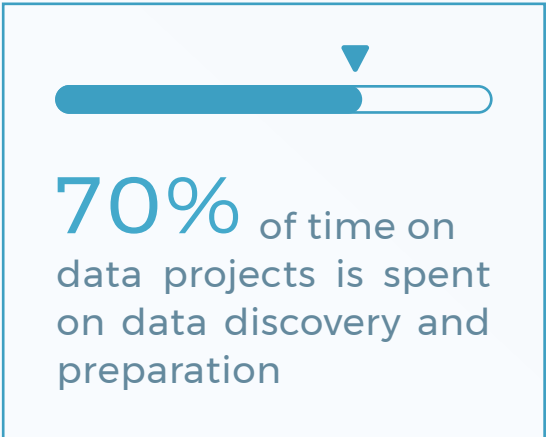 70% of time on
data projects is spent
on data discovery and
preparation